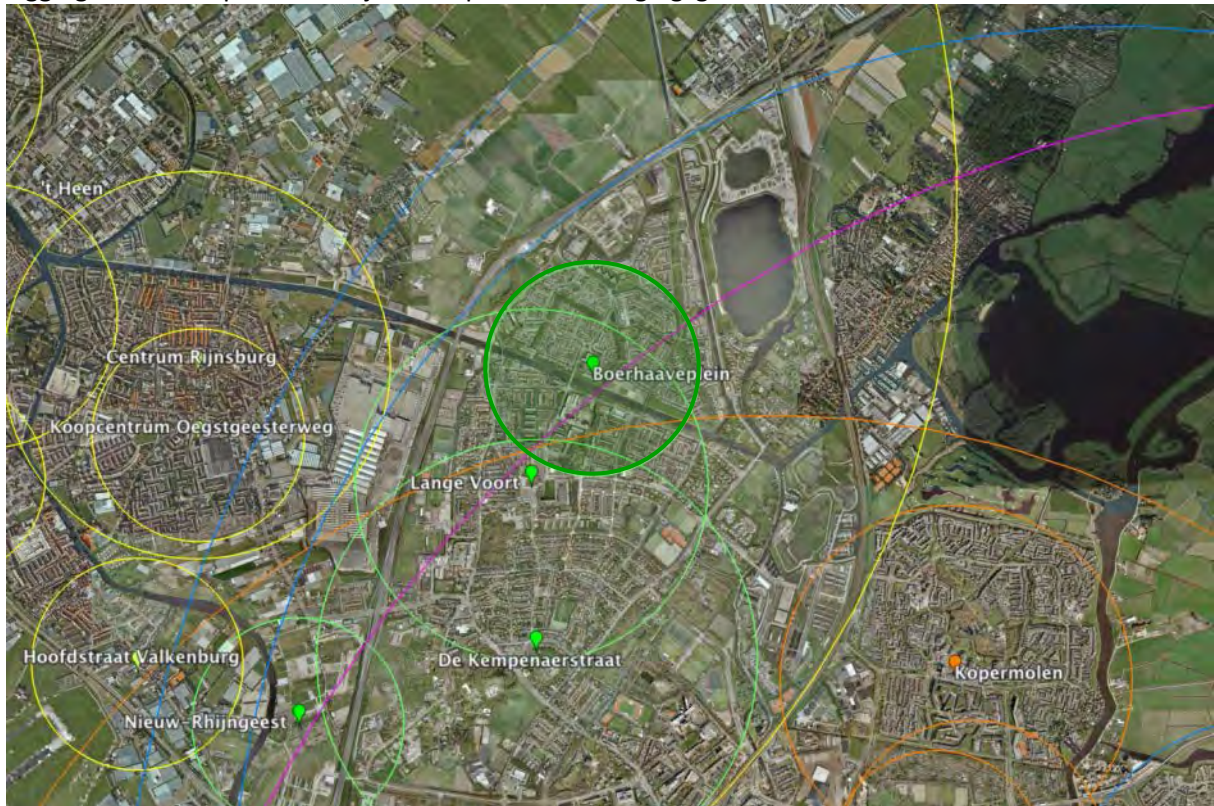 't Heen
Centrum Rijnsburg
Boerhaaveplein
Koopcentrum Oegstgeesterweg
Lange Voort
Hoofdstraat Valkenburg
De Kempenaerstraat
Kopermolen
Nieuw-Rhijngeest